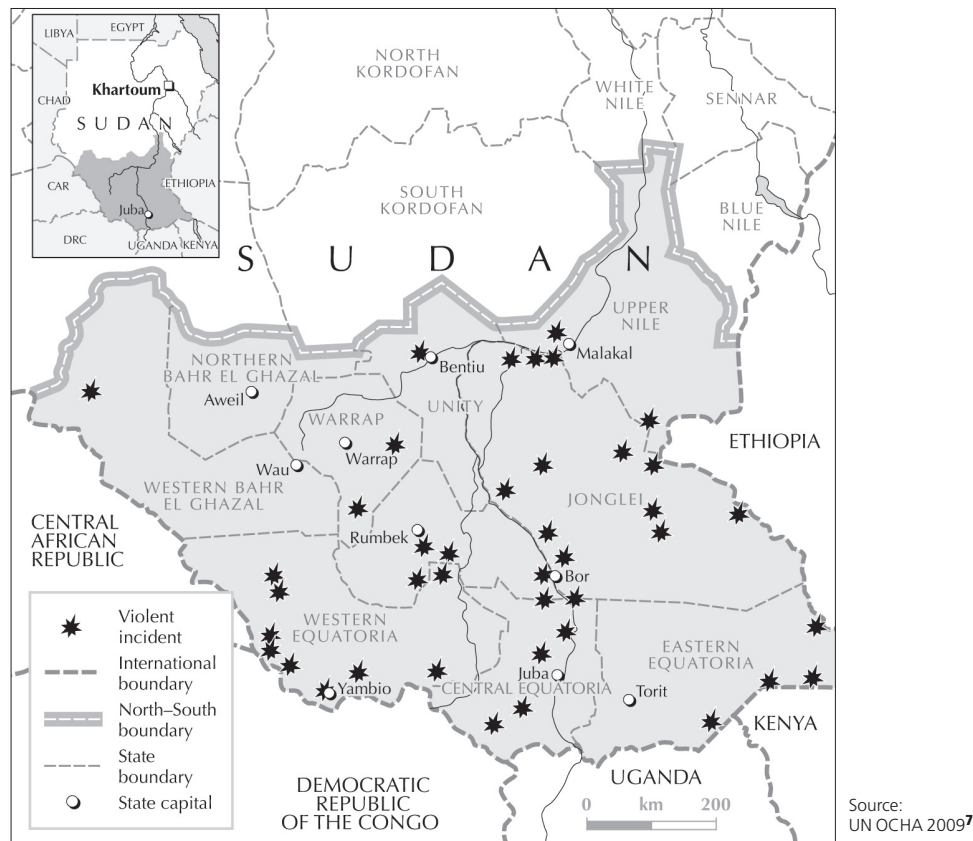 LIBYA
EGYPT
Khartoum
CHAD
SUDAN
CAR
ETHIOPIA
Juba
DRC
UGANDA
KENYA
NORTH
KORDOFAN
WHITE
NILE
SENNAR
SOUTH
KORDOFAN
BLUE
NILE
SUDAN
UPPER
NILE
Malakal
Bentiu
NORTHERN
BAHR EL GHAZAL
Aweil
UNITY
WARRAP
Warrap
ETHIOPIA
Wau
WESTERN BAHR
EL GHAZAL
JONGLEI
CENTRAL
AFRICAN
REPUBLIC
Rumbek
Bor
WESTERN
EQUATORIA
EASTERN
EQUATORIA
Juba
CENTRAL EQUATORIA
Yambio
Torit
KENYA
UGANDA
DEMOCRATIC
REPUBLIC
OF THE CONGO
Violent
incident
International
boundary
North–South
boundary
State
boundary
State capital
0 km 200
Source:
UN OCHA 2009⁷